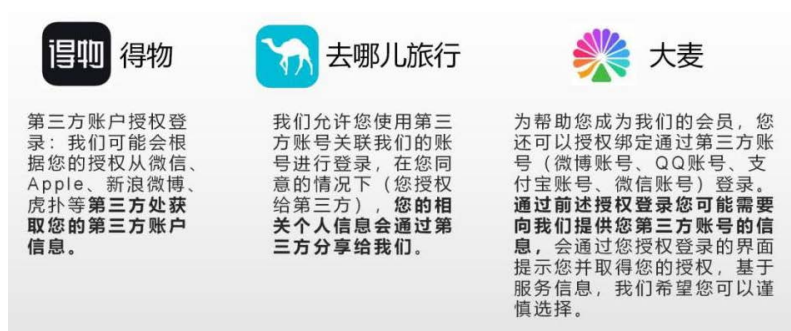 得物 得物
第三方账户授权登
录：我们可能会根
据您的授权从微信、
Apple、新浪微博、
虎扑等第三方处获
取您的第三方账户
信息。
去哪儿旅行
我们允许您使用第三
方账号关联我们的账
号进行登录，在您同
意的情况下（您授权
给第三方），您的相
关个人信息会通过第
三方分享给我们。
大麦
为帮助您成为我们的会员，您
还可以授权绑定通过第三方账
号（微博账号、QQ账号、支
付宝账号、微信账号）登录。
通过前述授权登录您可能需要
向我们提供您第三方账号的信
息，会通过您授权登录的界面
提示您并取得您的授权，基于
服务信息，我们希望您可以谨
慎选择。